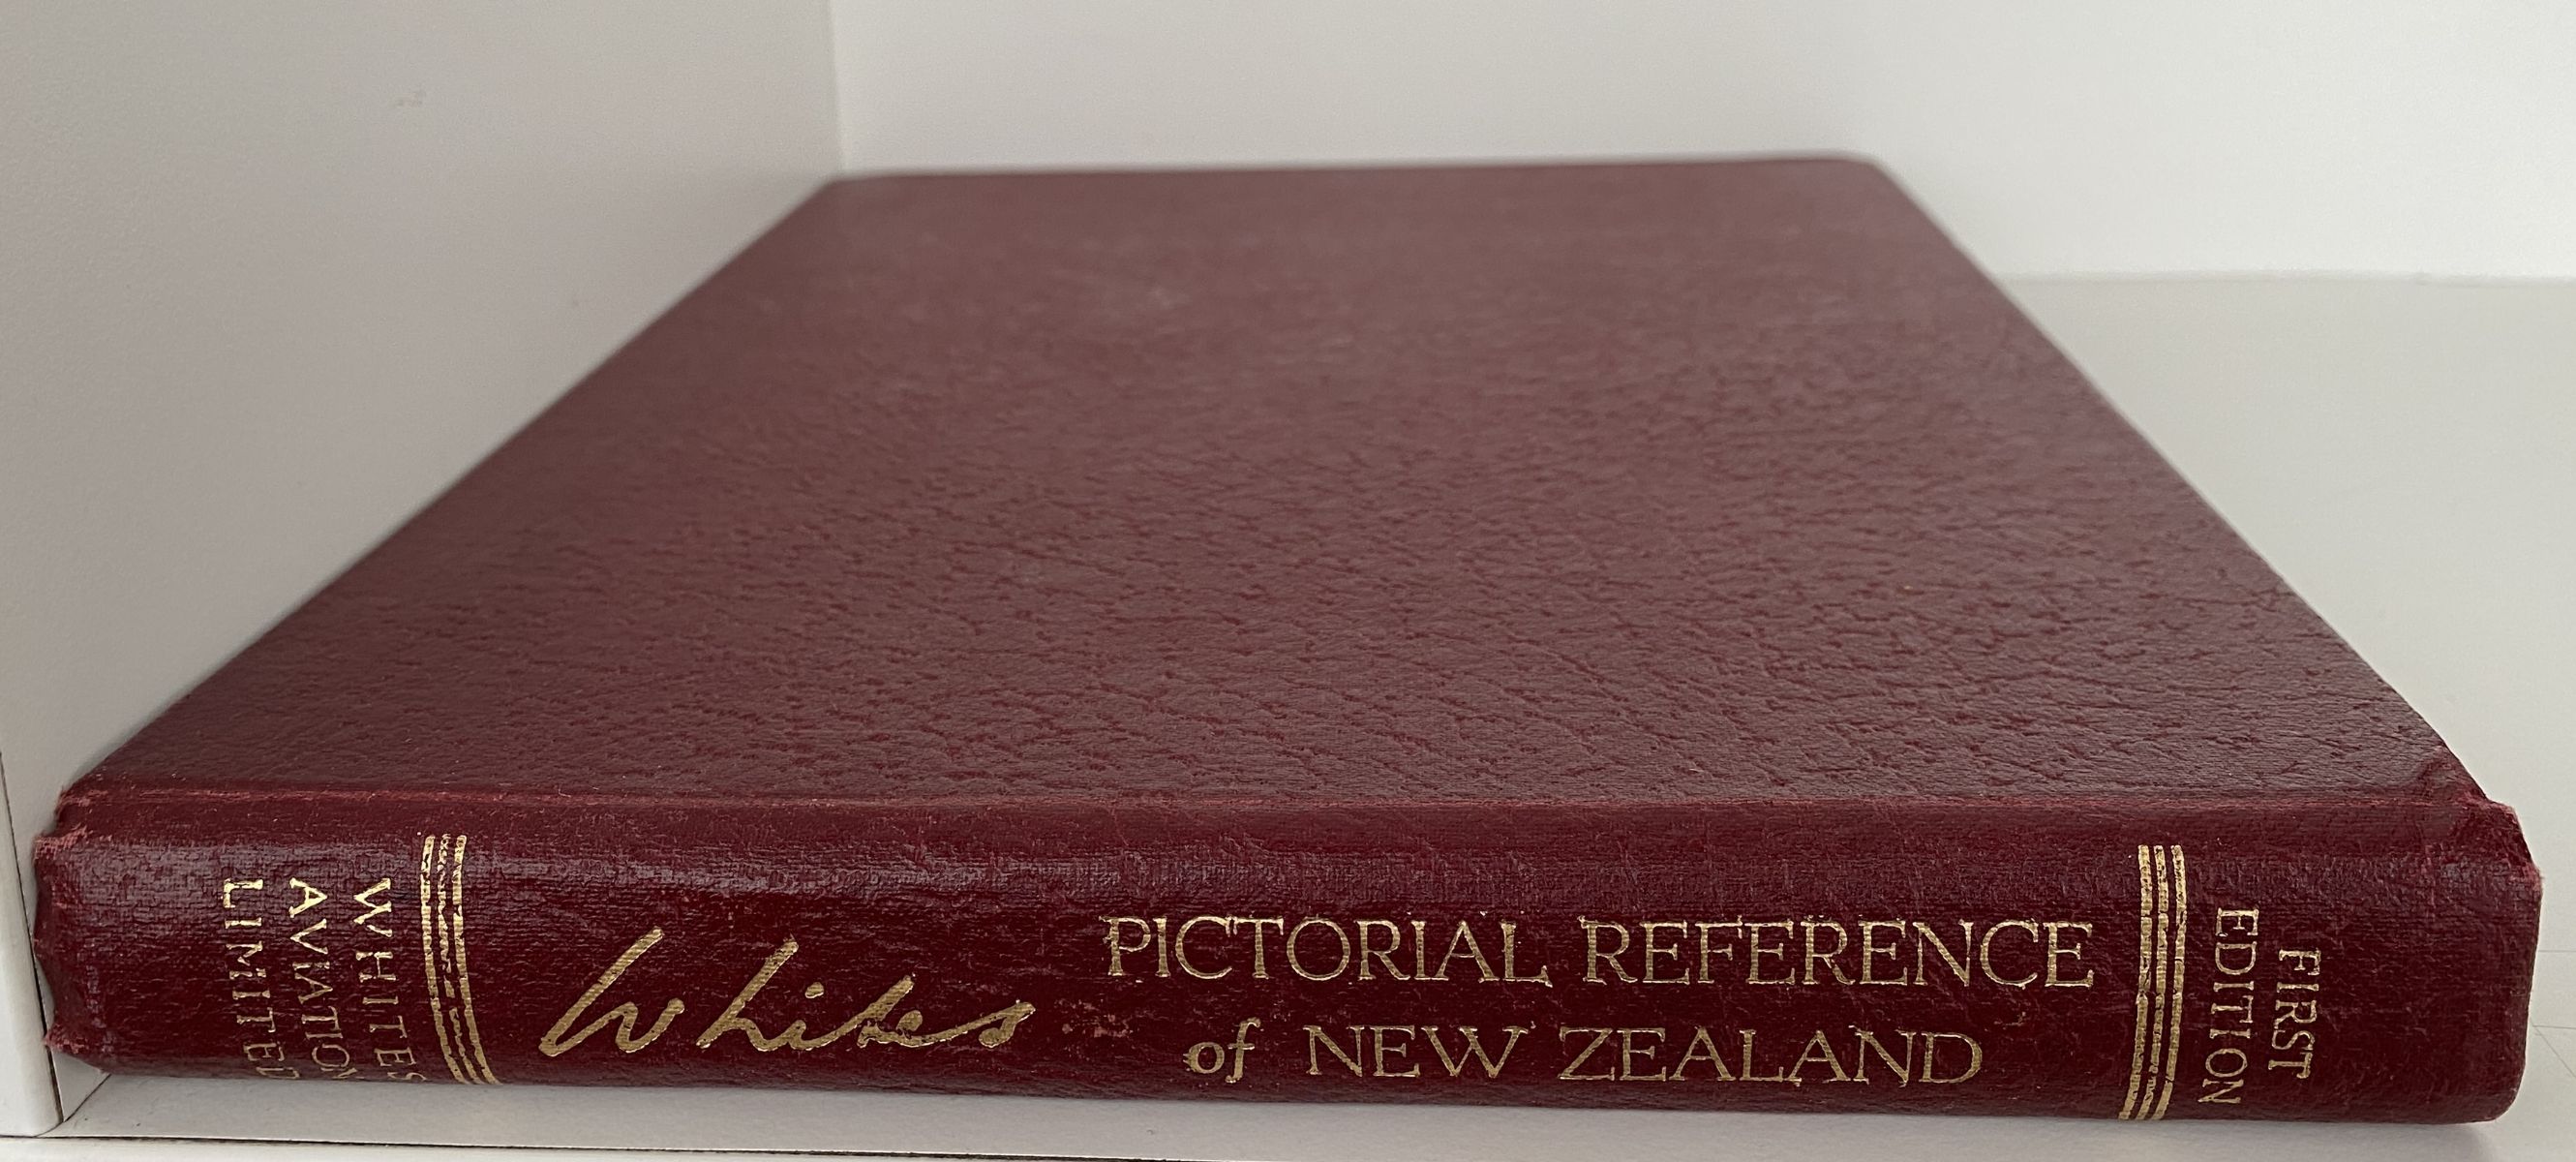 WHITES
AVIATION
LIMITED
Whites
PICTORIAL REFERENCE
of NEW ZEALAND
FIRST
EDITION